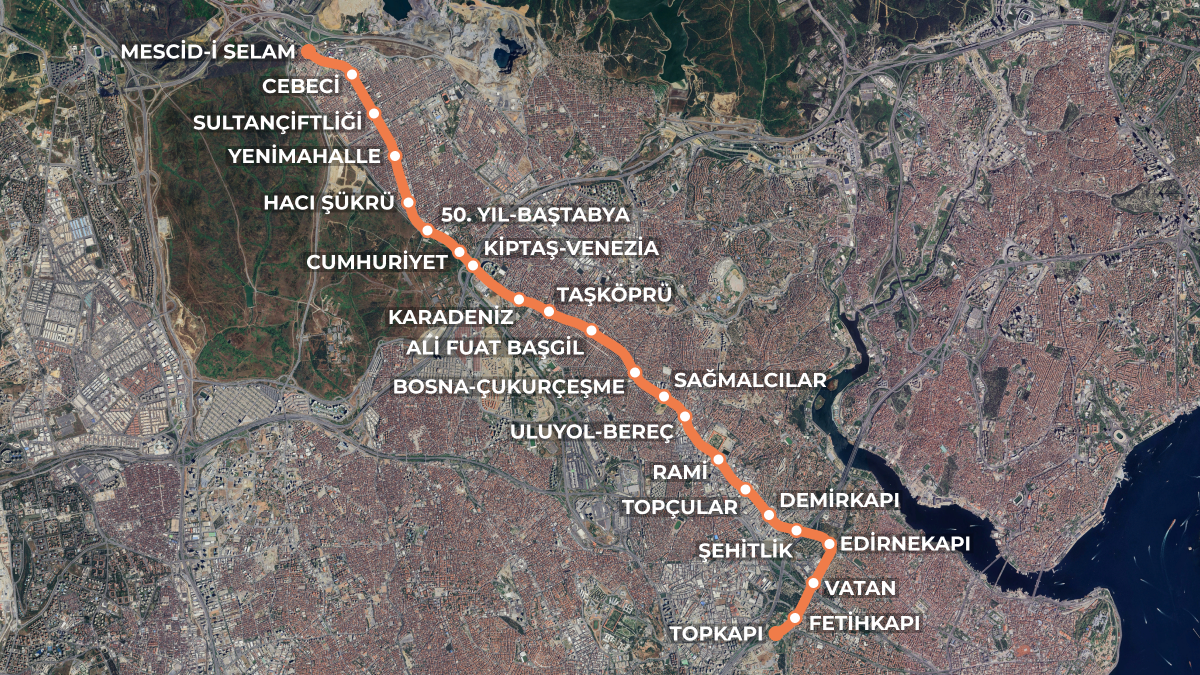 MESCİD-İ SELAM
CEBECİ
SULTANÇİFTLİĞİ
YENİMAHALLE
HACI ŞÜKRÜ
50. YIL-BAŞTABYA
KİPTAŞ-VENEZİA
CUMHURİYET
TAŞKÖPRÜ
KARADENİZ
ALİ FUAT BAŞGİL
BOSNA-ÇUKURÇEŞME
SAĞMALCILAR
ULUYOL-BEREÇ
RAMİ
TOPÇULAR
DEMİRKAPI
ŞEHİTLİK
EDİRNEKAPI
VATAN
FETİHKAPI
TOPKAPI